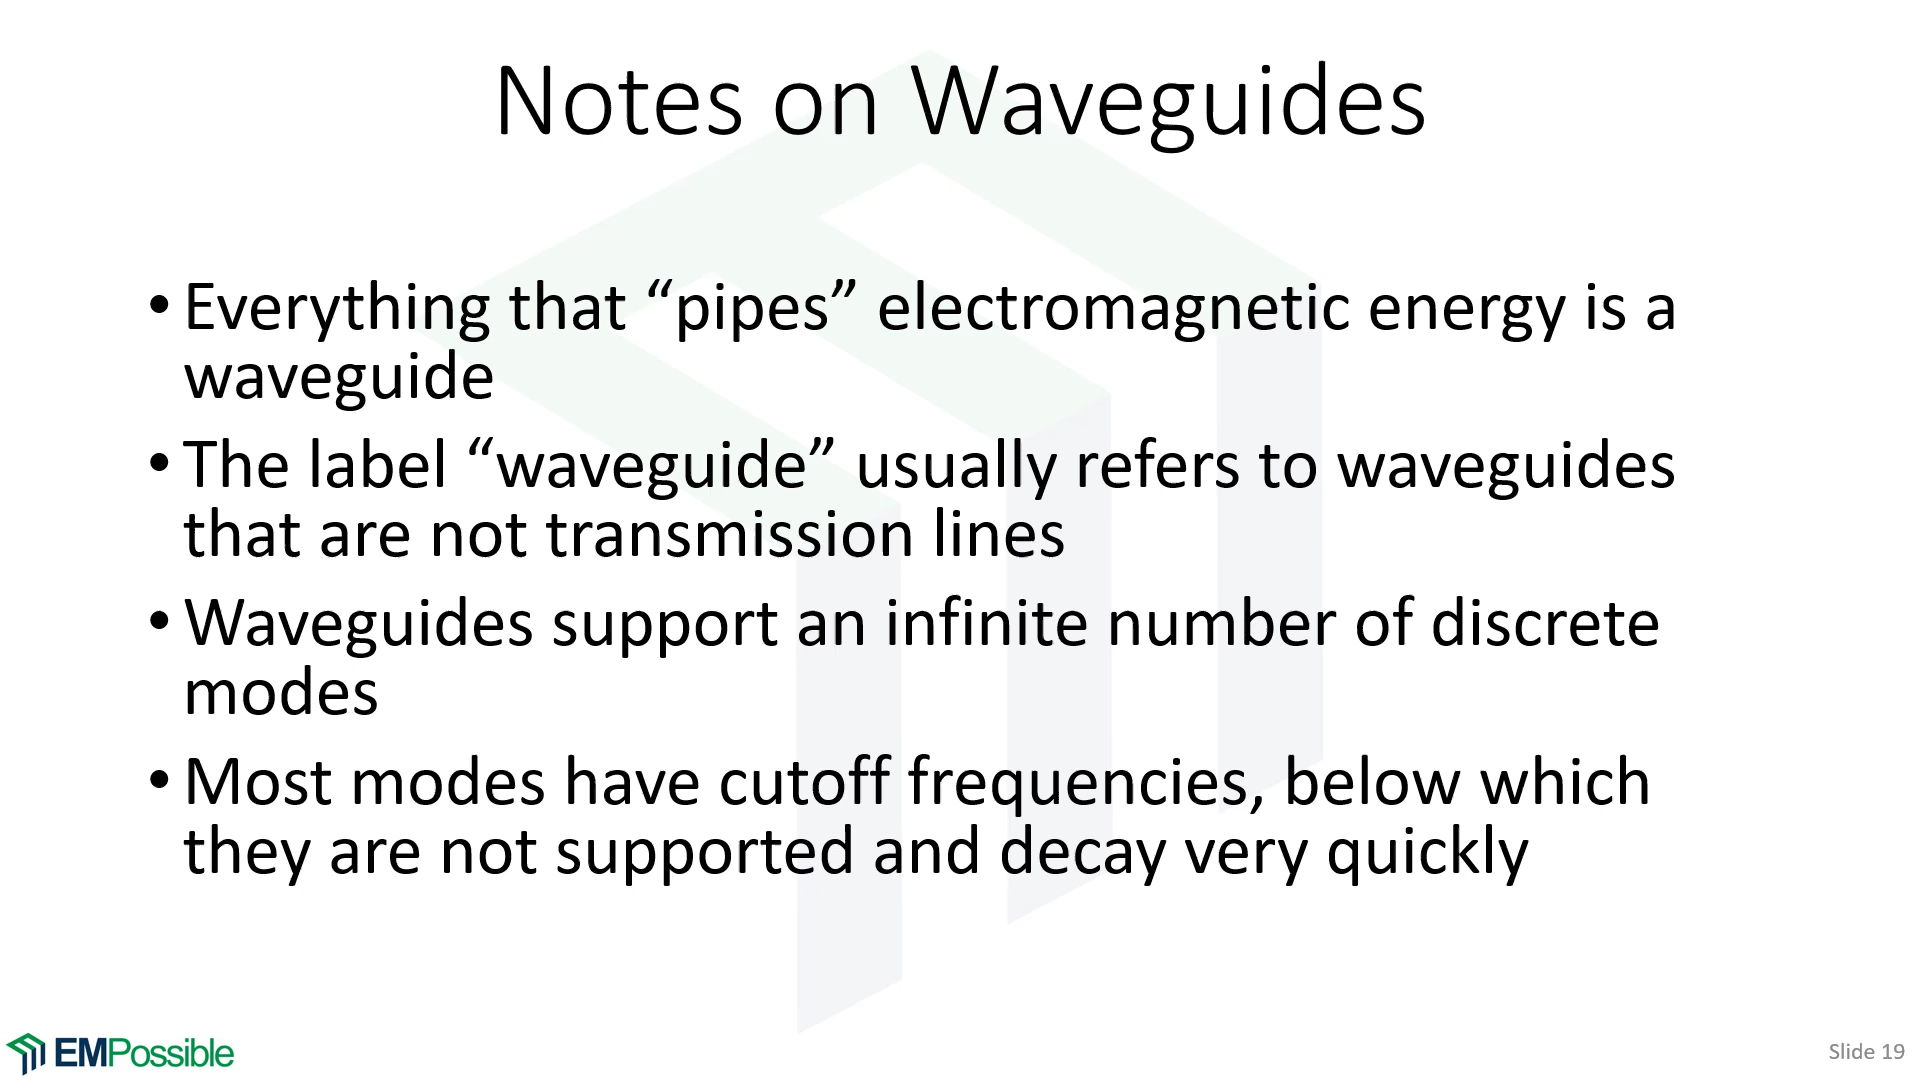 Notes on Waveguides
• Everything that “pipes” electromagnetic energy is a
waveguide
• The label “waveguide” usually refers to waveguides
that are not transmission lines
• Waveguides support an infinite number of discrete
modes
• Most modes have cutoff frequencies, below which
they are not supported and decay very quickly
EMPossible
Slide 19